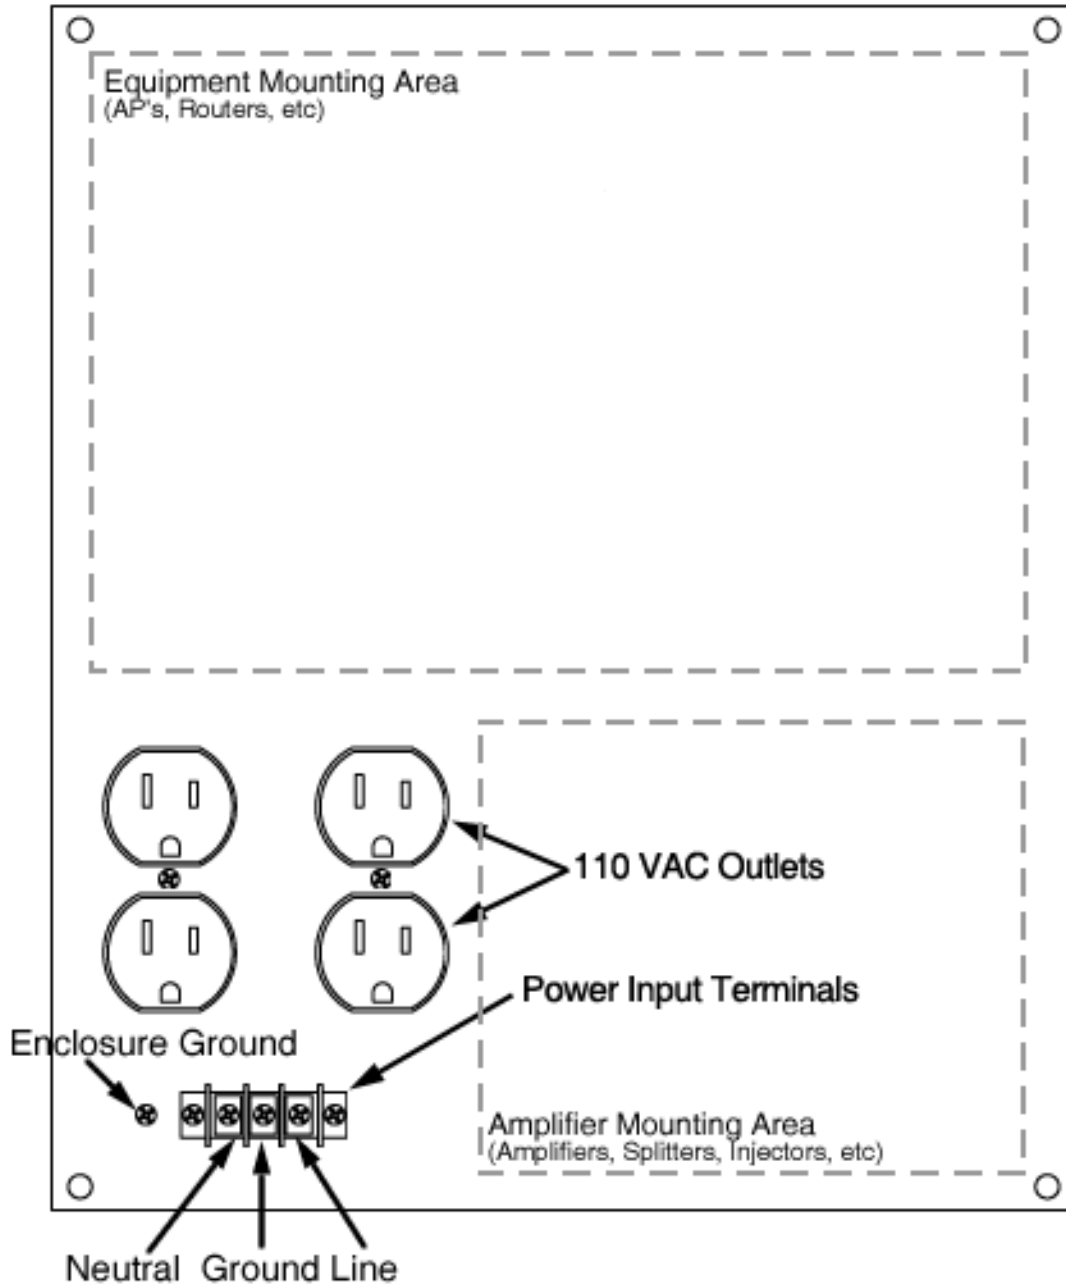 Equipment Mounting Area
(AP's, Routers, etc)
110 VAC Outlets
Power Input Terminals
Enclosure Ground
Amplifier Mounting Area
(Amplifiers, Splitters, Injectors, etc)
Neutral Ground Line